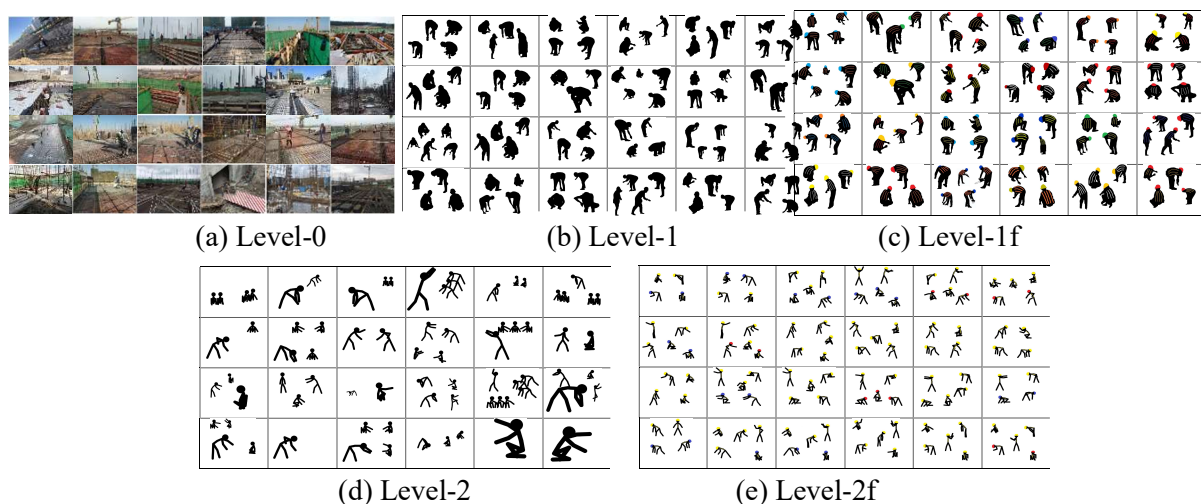 (a) Level-0
(b) Level-1
(c) Level-1f
(d) Level-2
(e) Level-2f